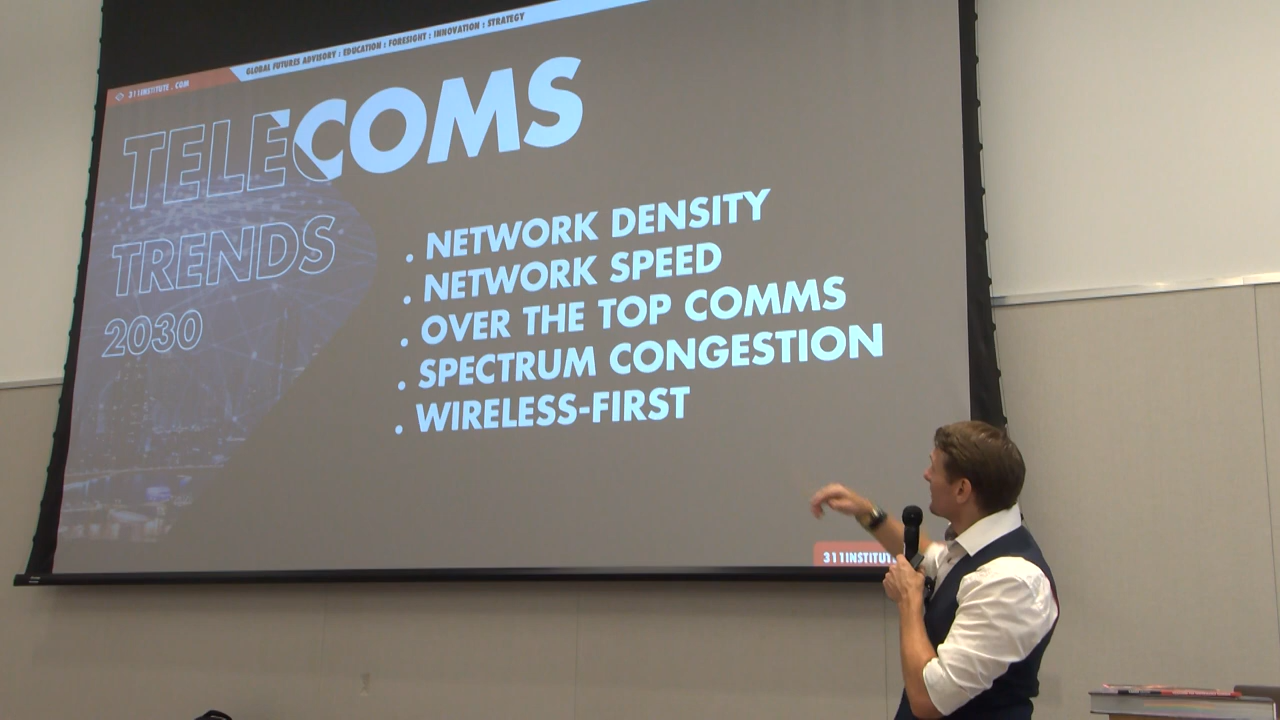 311INSTITUTE . COM
GLOBAL FUTURES ADVISORY : EDUCATION : FORESIGHT : INNOVATION : STRATEGY
TELECOMS
TRENDS
2030
. NETWORK DENSITY
. NETWORK SPEED
. OVER THE TOP COMMS
. SPECTRUM CONGESTION
. WIRELESS-FIRST